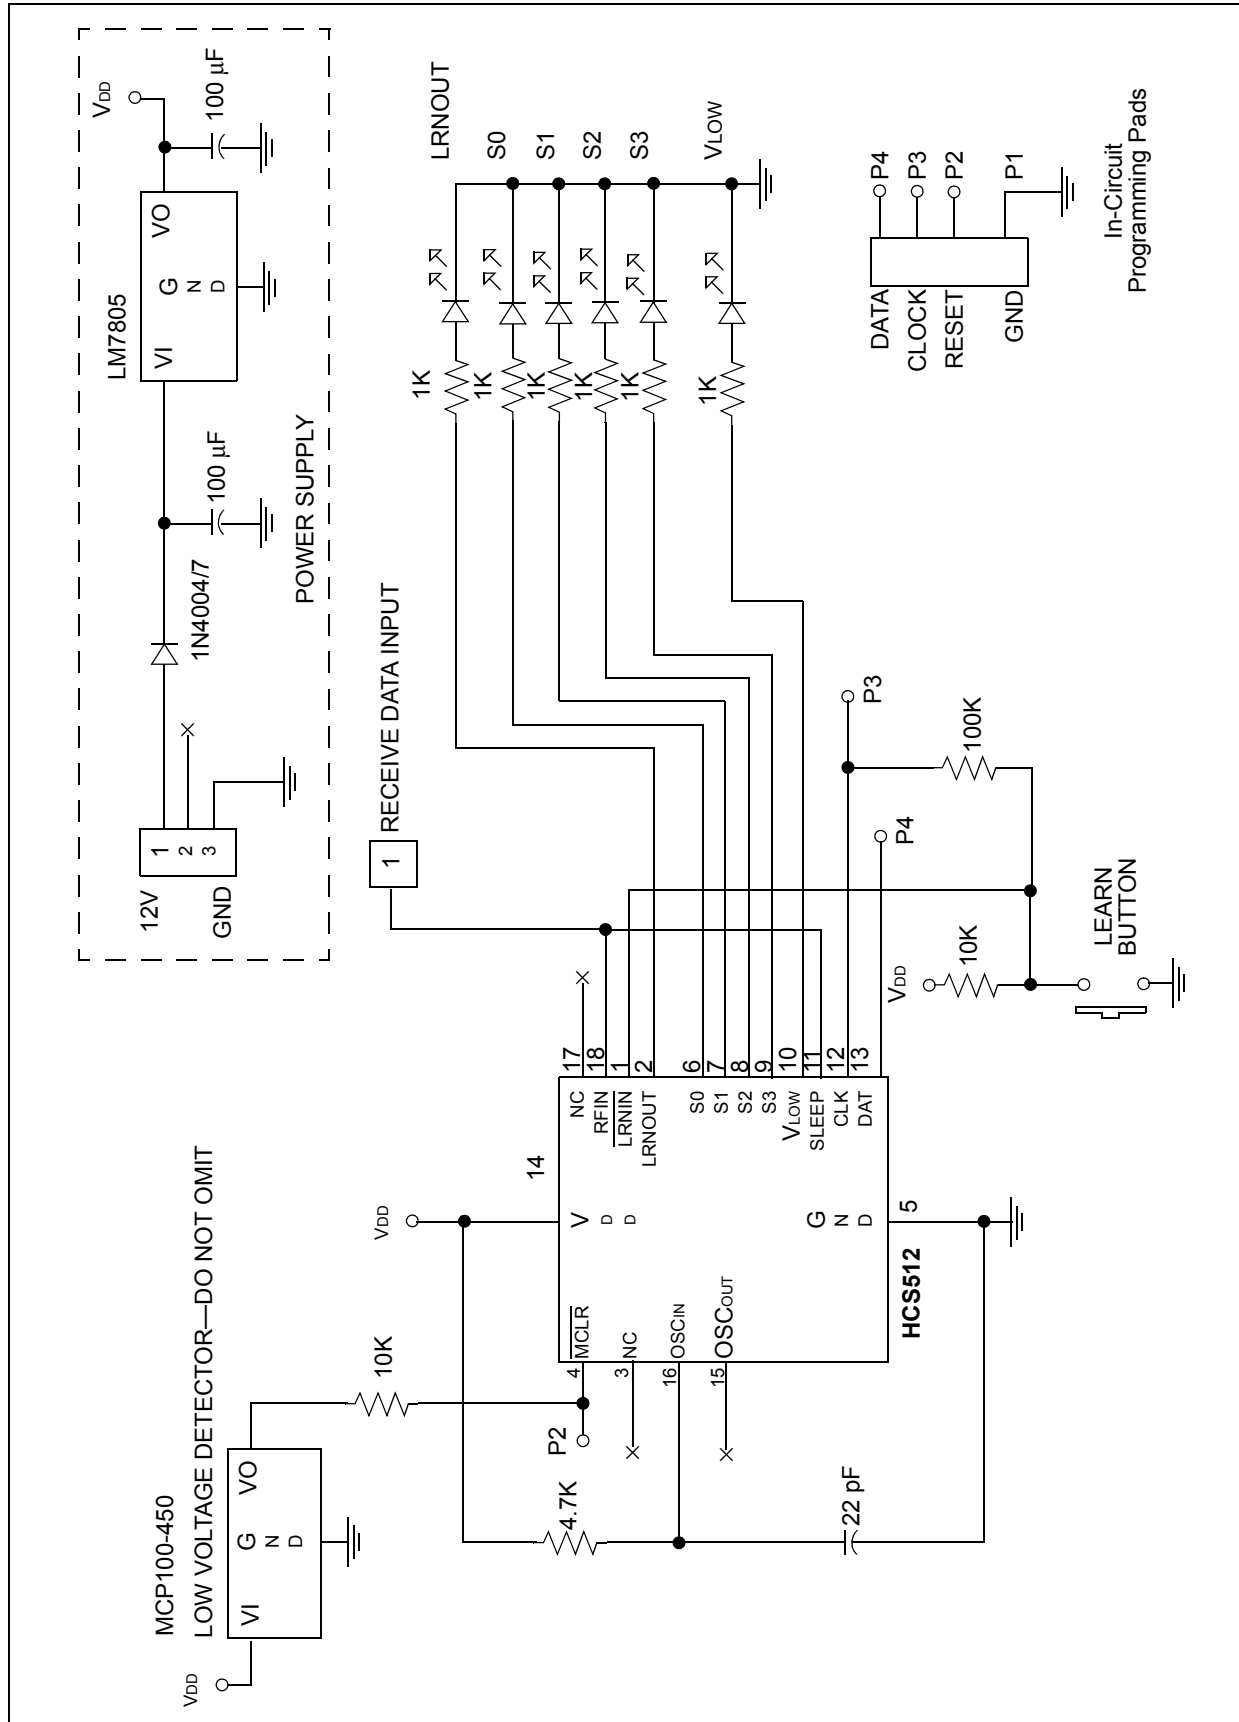 12V
GND
1
2
3
1N4004/7
100 µF
LM7805
VI
G
N
D
VO
VDD
100 µF
POWER SUPPLY
RECEIVE DATA INPUT
1
1K
1K
1K
1K
1K
1K
LRNOUT
S0
S1
S2
S3
VLOW
MCP100-450
LOW VOLTAGE DETECTOR—DO NOT OMIT
VDD
VI
G
N
D
VO
10K
P2
VDD
4.7K
22 pF
4
3
16
15
MCLR
NC
OSCIN
OSCOUT
V
D
D
14
G
N
D
5
HCS512
NC
RFIN
LRNIN
LRNOUT
S0
S1
S2
S3
VLOW
SLEEP
CLK
DAT
17
18
1
2
6
7
8
9
10
11
12
13
P3
P4
100K
VDD
10K
LEARN
BUTTON
DATA
CLOCK
RESET
GND
P4
P3
P2
P1
In-Circuit
Programming Pads